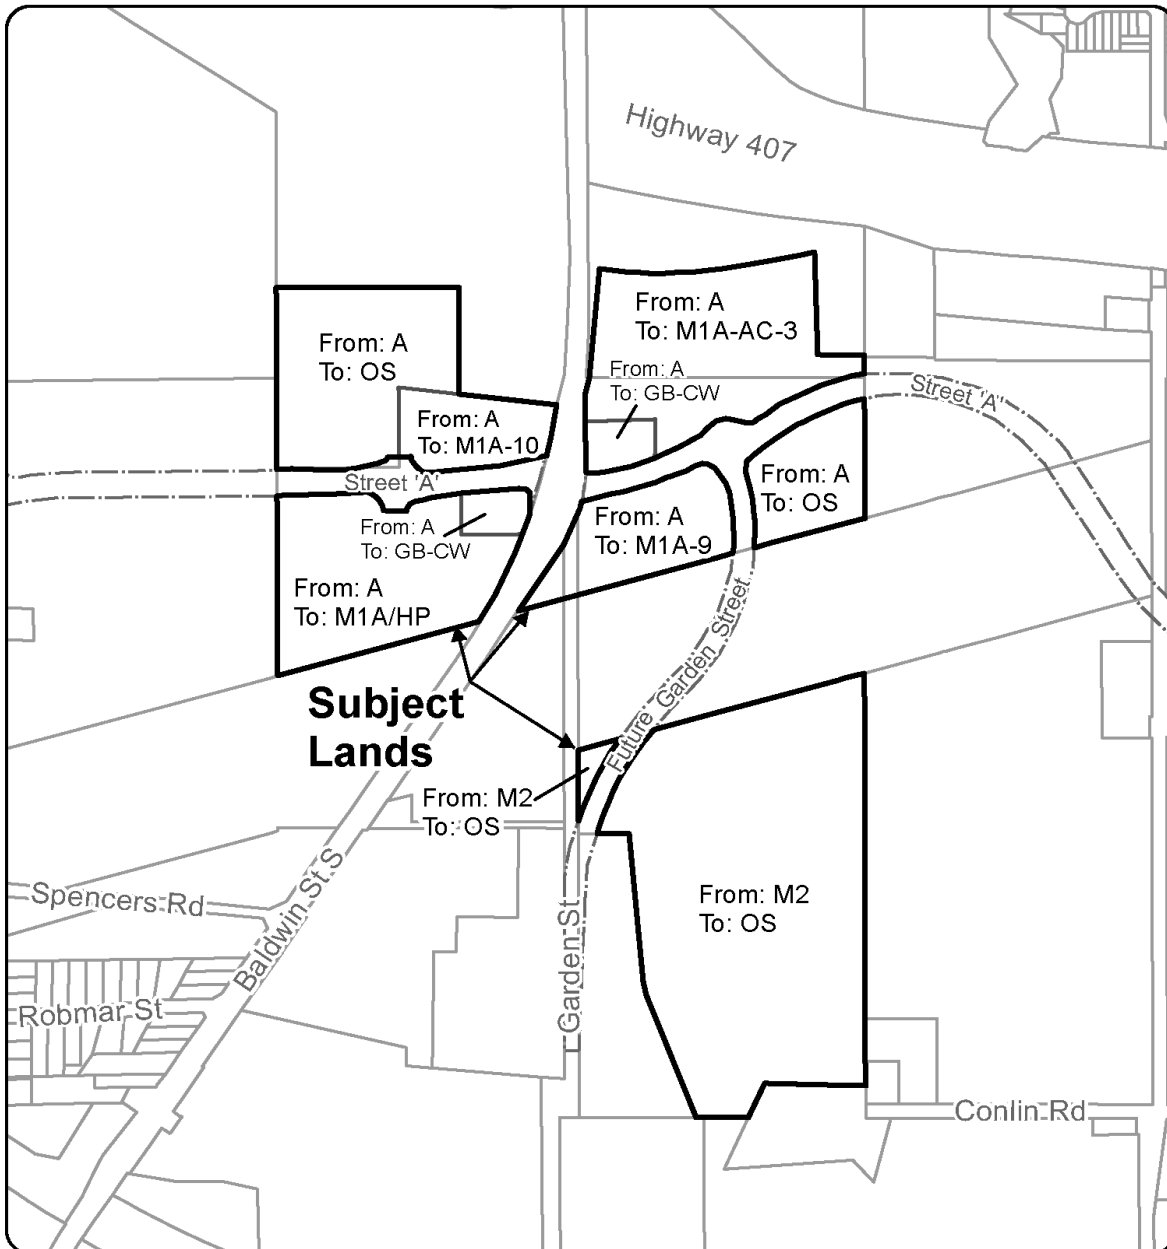 Highway 407
From: A
To: M1A-AC-3
From: A
To: OS
From: A
To: GB-CW
Street 'A'
From: A
To: M1A-10
Street 'A'
From: A
To: OS
From: A
To: M1A-9
From: A
To: GB-CW
From: A
To: M1A/HP
Future Garden Street
Subject
Lands
From: M2
To: OS
From: M2
To: OS
Spencers Rd
Baldwin St S
Garden St
Robmar St
Conlin Rd